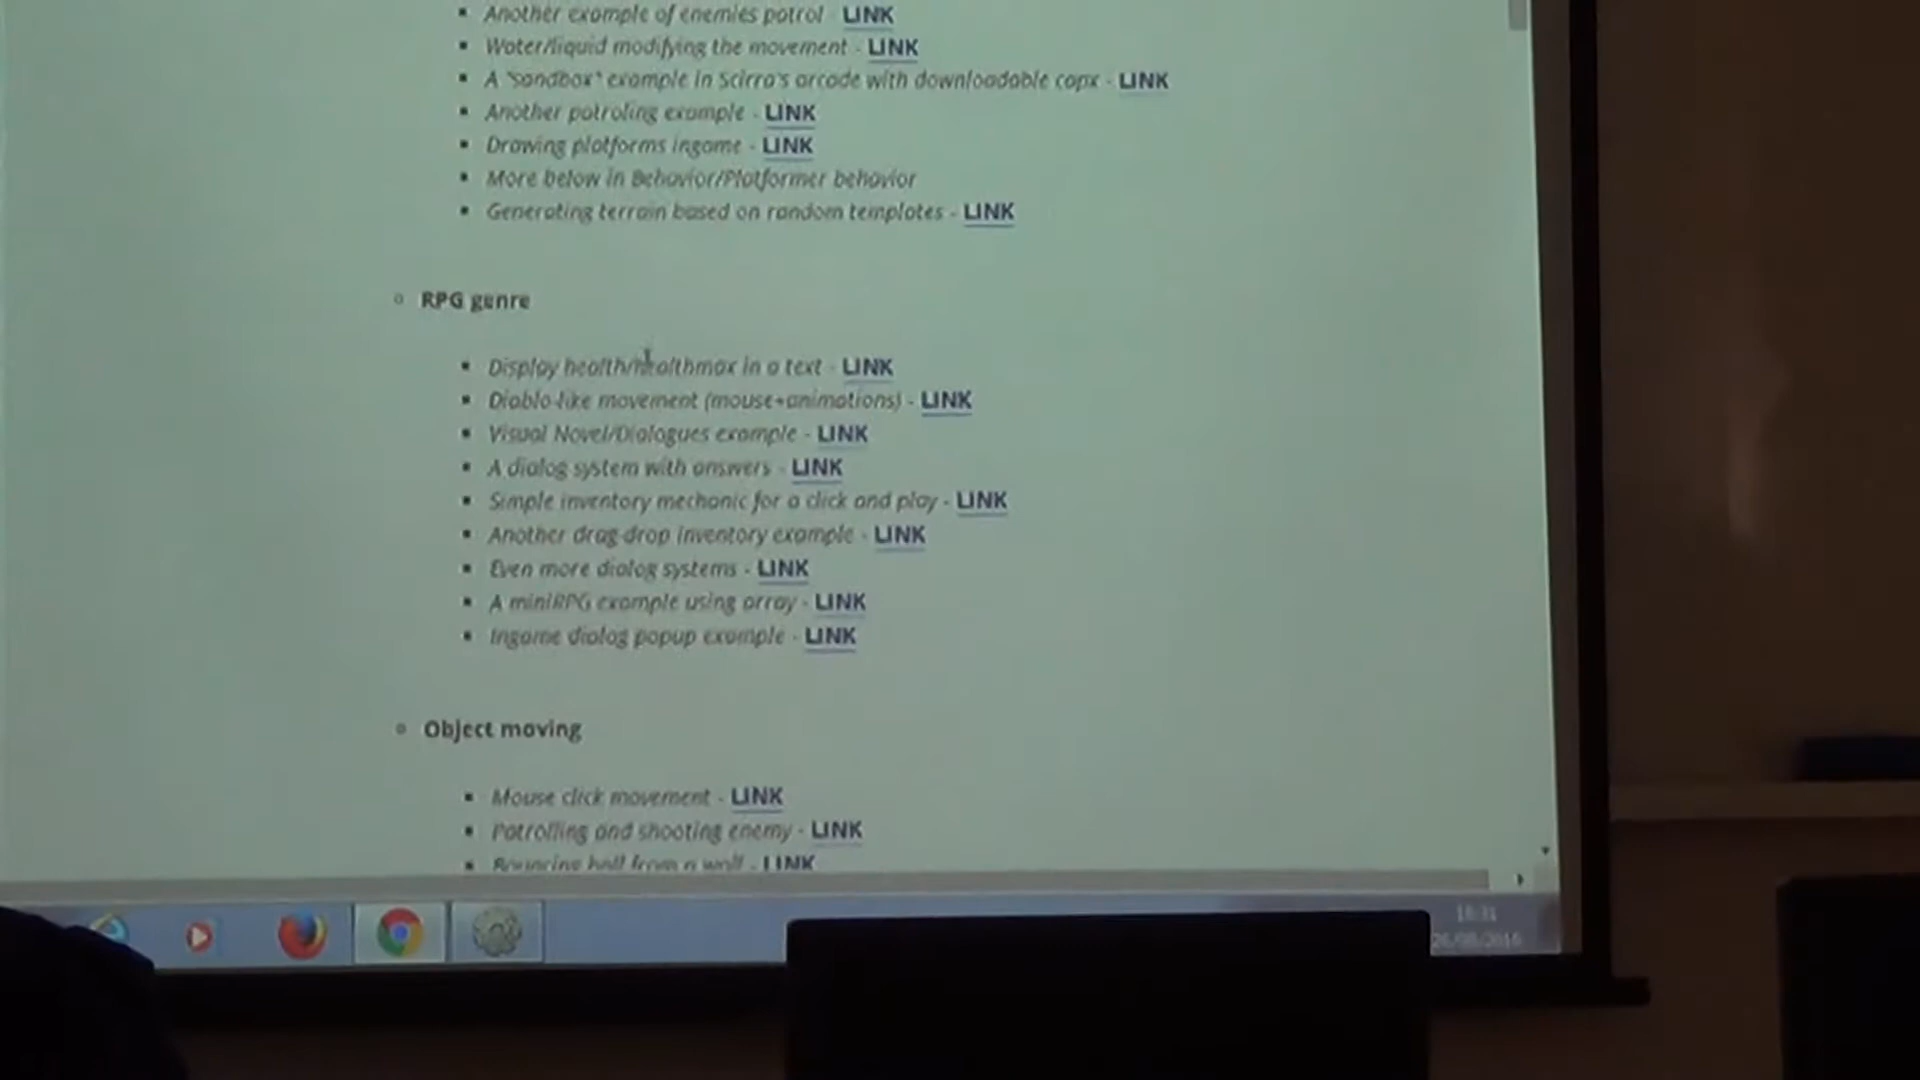 Another example of enemies patrol - LINK
Water/liquid modifying the movement - LINK
A "sandbox" example in Scirra's arcade with downloadable capx - LINK
Another patroling example - LINK
Drawing platforms ingame - LINK
More below in Behavior/Platformer behavior
Generating terrain based on random templates - LINK
RPG genre
Display health/healthmax in a text - LINK
Diablo-like movement (mouse+animations) - LINK
Visual Novel/Dialogues example - LINK
A dialog system with answers - LINK
Simple inventory mechanic for a click and play - LINK
Another drag-drop inventory example - LINK
Even more dialog systems - LINK
A miniRPG example using array - LINK
Ingame dialog popup example - LINK
Object moving
Mouse click movement - LINK
Patrolling and shooting enemy - LINK
Bouncing ball from a wall - LINK